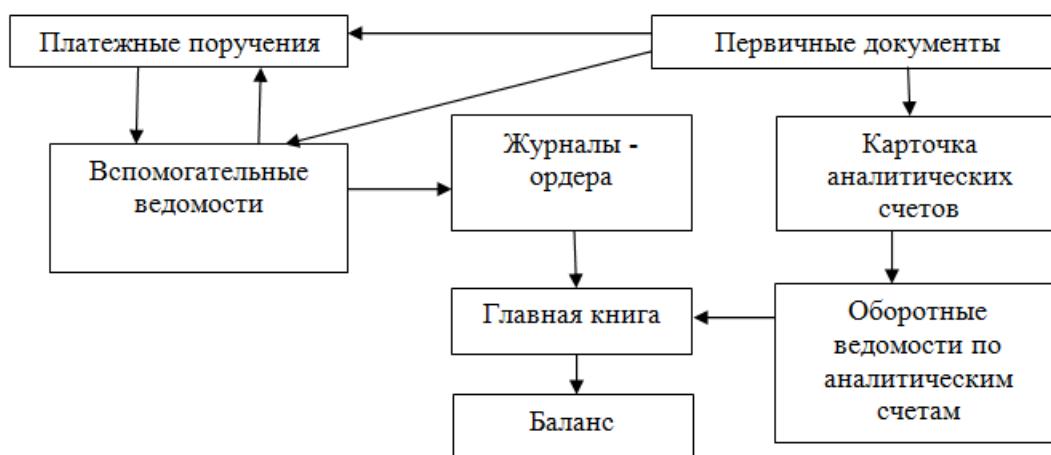 Платежные поручения
Первичные документы
Вспомогательные
ведомости
Журналы -
ордера
Карточка
аналитических
счетов
Главная книга
Оборотные
ведомости по
аналитическим
счетам
Баланс